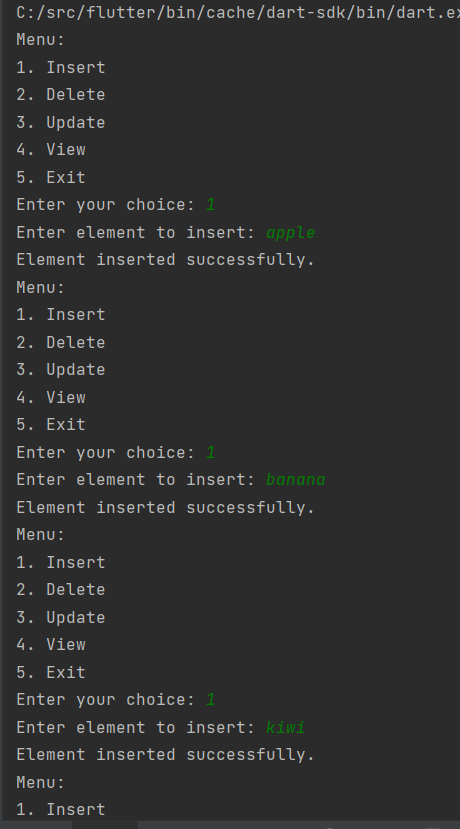 C:/src/flutter/bin/cache/dart-sdk/bin/dart.ex
Menu:
1. Insert
2. Delete
3. Update
4. View
5. Exit
Enter your choice: 1
Enter element to insert: apple
Element inserted successfully.
Menu:
1. Insert
2. Delete
3. Update
4. View
5. Exit
Enter your choice: 1
Enter element to insert: banana
Element inserted successfully.
Menu:
1. Insert
2. Delete
3. Update
4. View
5. Exit
Enter your choice: 1
Enter element to insert: kiwi
Element inserted successfully.
Menu:
1. Insert